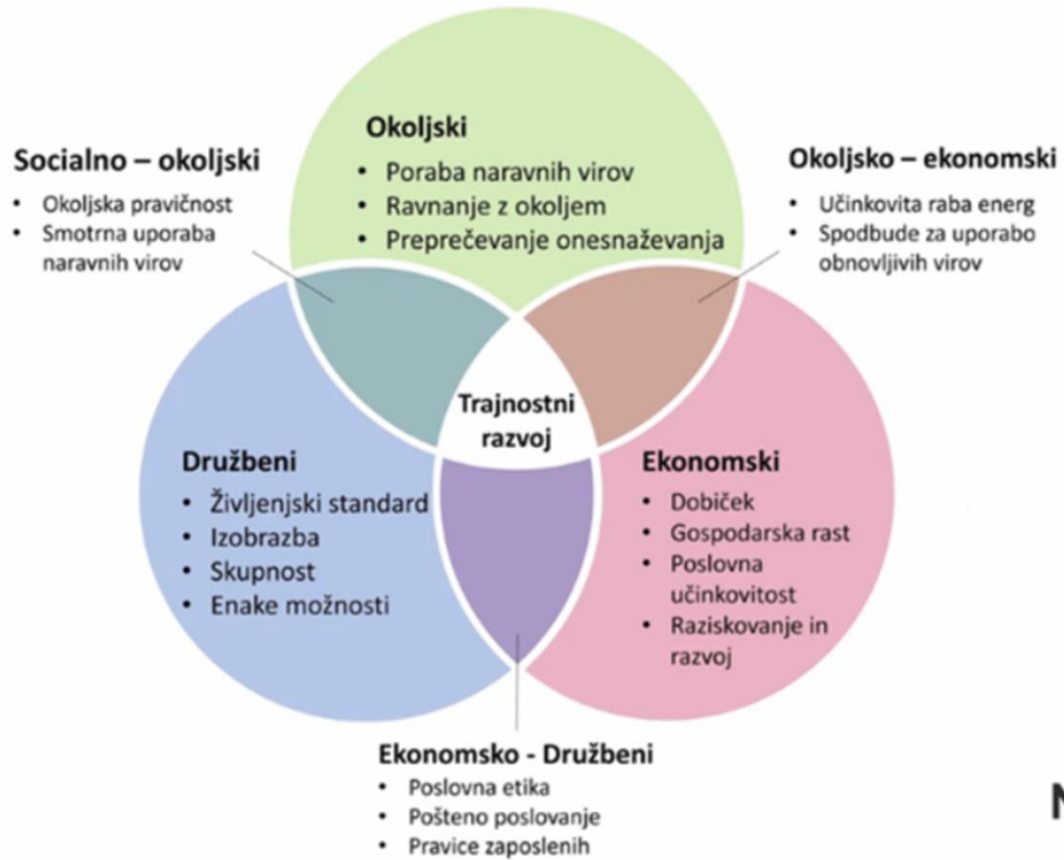 Okoljski
• Poraba naravnih virov
• Ravnanje z okoljem
• Preprečevanje onesnaževanja
Socialno – okoljski
• Okoljska pravičnost
• Smotrna uporaba
naravnih virov
Okoljsko – ekonomski
• Učinkovita raba energ
• Spodbude za uporabo
obnovljivih virov
Trajnostni
razvoj
Družbeni
• Življenjski standard
• Izobrazba
• Skupnost
• Enake možnosti
Ekonomski
• Dobiček
• Gospodarska rast
• Poslovna
učinkovitost
• Raziskovanje in
razvoj
Ekonomsko - Družbeni
• Poslovna etika
• Pošteno poslovanje
• Pravice zaposlenih